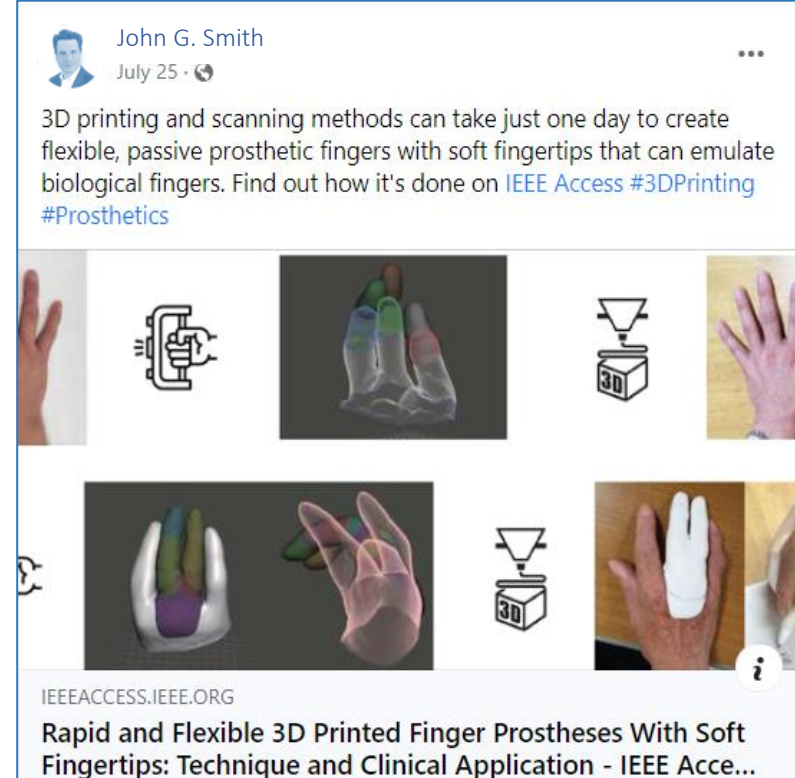 John G. Smith
July 25 ·
3D printing and scanning methods can take just one day to create
flexible, passive prosthetic fingers with soft fingertips that can emulate
biological fingers. Find out how it's done on IEEE Access #3DPrinting
#Prosthetics
3D
3D
i
IEEEACCESS.IEEE.ORG
Rapid and Flexible 3D Printed Finger Prostheses With Soft
Fingertips: Technique and Clinical Application - IEEE Acce...